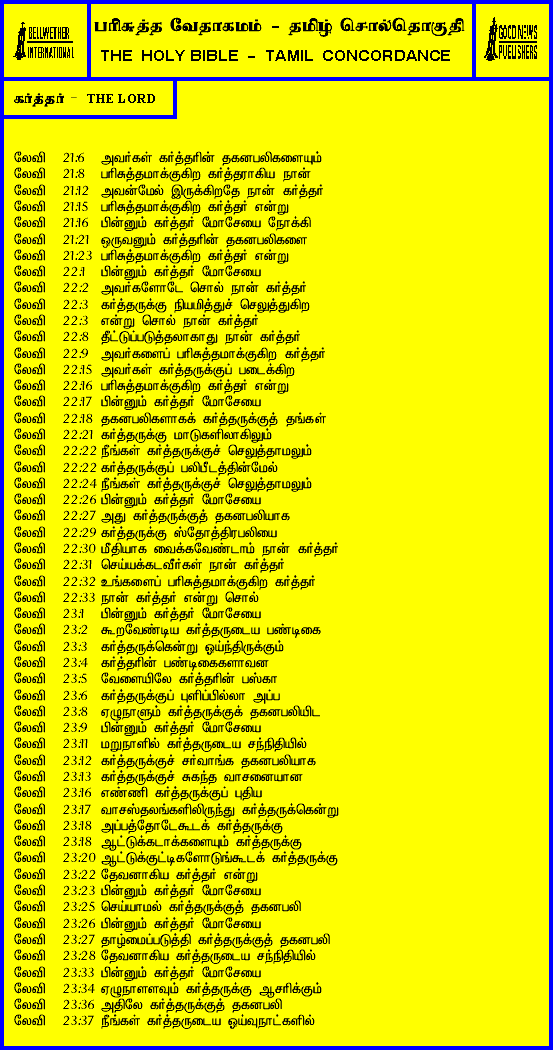 BELLWETHER
INTERNATIONAL
பரிசுத்த வேதாகமம் - தமிழ் சொல்தொகுதி
THE HOLY BIBLE - TAMIL CONCORDANCE
GOOD NEWS
PUBLISHERS
கர்த்தர் - THE LORD
லேவி 21:6 அவர்கள் கர்த்தரின் தகனபலிகளையும்
லேவி 21:8 பரிசுத்தமாக்குகிற கர்த்தராகிய நான்
லேவி 21:12 அவன்மேல் இருக்கிறதே நான் கர்த்தர்
லேவி 21:15 பரிசுத்தமாக்குகிற கர்த்தர் என்று
லேவி 21:16 பின்னும் கர்த்தர் மோசேயை நோக்கி
லேவி 21:21 ஒருவனும் கர்த்தரின் தகனபலிகளை
லேவி 21:23 பரிசுத்தமாக்குகிற கர்த்தர் என்று
லேவி 22:1 பின்னும் கர்த்தர் மோசேயை
லேவி 22:2 அவர்களோடே சொல் நான் கர்த்தர்
லேவி 22:3 கர்த்தருக்கு நியமித்துச் செலுத்துகிற
லேவி 22:3 என்று சொல் நான் கர்த்தர்
லேவி 22:8 தீட்டுப்படுத்தலாகாது நான் கர்த்தர்
லேவி 22:9 அவர்களைப் பரிசுத்தமாக்குகிற கர்த்தர்
லேவி 22:15 அவர்கள் கர்த்தருக்குப் படைக்கிற
லேவி 22:16 பரிசுத்தமாக்குகிற கர்த்தர் என்று
லேவி 22:17 பின்னும் கர்த்தர் மோசேயை
லேவி 22:18 தகனபலிகளாகக் கர்த்தருக்குத் தங்கள்
லேவி 22:21 கர்த்தருக்கு மாடுகளிலாகிலும்
லேவி 22:22 நீங்கள் கர்த்தருக்குச் செலுத்தாமலும்
லேவி 22:22 கர்த்தருக்குப் பலிபீடத்தின்மேல்
லேவி 22:24 நீங்கள் கர்த்தருக்குச் செலுத்தாமலும்
லேவி 22:26 பின்னும் கர்த்தர் மோசேயை
லேவி 22:27 அது கர்த்தருக்குத் தகனபலியாக
லேவி 22:29 கர்த்தருக்கு ஸ்தோத்திரபலியை
லேவி 22:30 மீதியாக வைக்கவேண்டாம் நான் கர்த்தர்
லேவி 22:31 செய்யக்கடவீர்கள் நான் கர்த்தர்
லேவி 22:32 உங்களைப் பரிசுத்தமாக்குகிற கர்த்தர்
லேவி 22:33 நான் கர்த்தர் என்று சொல்
லேவி 23:1 பின்னும் கர்த்தர் மோசேயை
லேவி 23:2 கூறவேண்டிய கர்த்தருடைய பண்டிகை
லேவி 23:3 கர்த்தருக்கென்று ஓய்ந்திருக்கும்
லேவி 23:4 கர்த்தரின் பண்டிகைகளாவன
லேவி 23:5 வேளையிலே கர்த்தரின் பஸ்கா
லேவி 23:6 கர்த்தருக்குப் புளிப்பில்லா அப்ப
லேவி 23:8 ஏழுநாளும் கர்த்தருக்குக் தகனபலியிட
லேவி 23:9 பின்னும் கர்த்தர் மோசேயை
லேவி 23:11 மறுநாளில் கர்த்தருடைய சந்நிதியில்
லேவி 23:12 கர்த்தருக்குச் சர்வாங்க தகனபலியாக
லேவி 23:13 கர்த்தருக்குச் சுகந்த வாசனையான
லேவி 23:16 எண்ணி கர்த்தருக்குப் புதிய
லேவி 23:17 வாசஸ்தலங்களிலிருந்து கர்த்தருக்கென்று
லேவி 23:18 அப்பத்தோடேகூடக் கர்த்தருக்கு
லேவி 23:18 ஆட்டுக்கடாக்களையும் கர்த்தருக்கு
லேவி 23:20 ஆட்டுக்குட்டிகளோடுங்கூடக் கர்த்தருக்கு
லேவி 23:22 தேவனாகிய கர்த்தர் என்று
லேவி 23:23 பின்னும் கர்த்தர் மோசேயை
லேவி 23:25 செய்யாமல் கர்த்தருக்குத் தகனபலி
லேவி 23:26 பின்னும் கர்த்தர் மோசேயை
லேவி 23:27 தாழ்மைப்படுத்தி கர்த்தருக்குத் தகனபலி
லேவி 23:28 தேவனாகிய கர்த்தருடைய சந்நிதியில்
லேவி 23:33 பின்னும் கர்த்தர் மோசேயை
லேவி 23:34 ஏழுநாளளவும் கர்த்தருக்கு ஆசரிக்கும்
லேவி 23:36 அதிலே கர்த்தருக்குத் தகனபலி
லேவி 23:37 நீங்கள் கர்த்தருடைய ஓய்வுநாட்களில்